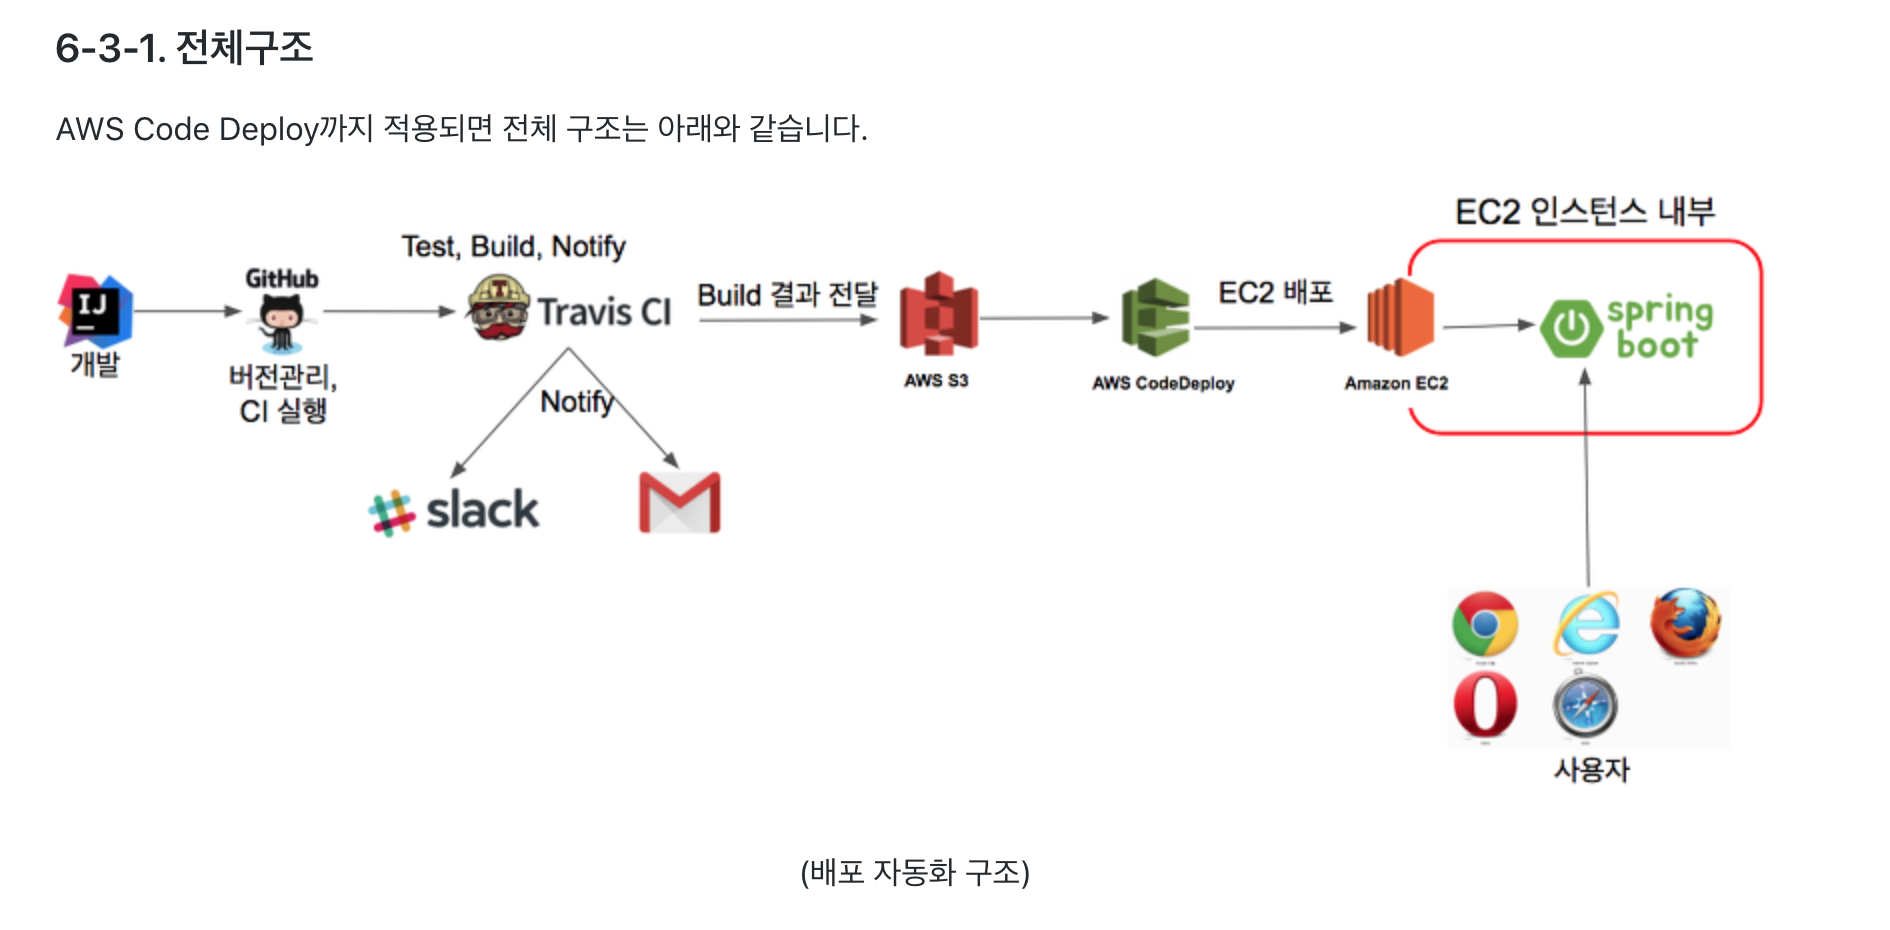 6-3-1. 전체구조
AWS Code Deploy까지 적용되면 전체 구조는 아래와 같습니다.
EC2 인스턴스 내부
Test, Build, Notify
GitHub
IJ
Travis CI
Build 결과 전달
EC2 배포
spring
boot
개발
버전관리,
CI 실행
AWS S3
AWS CodeDeploy
Amazon EC2
Notify
slack
사용자
(배포 자동화 구조)